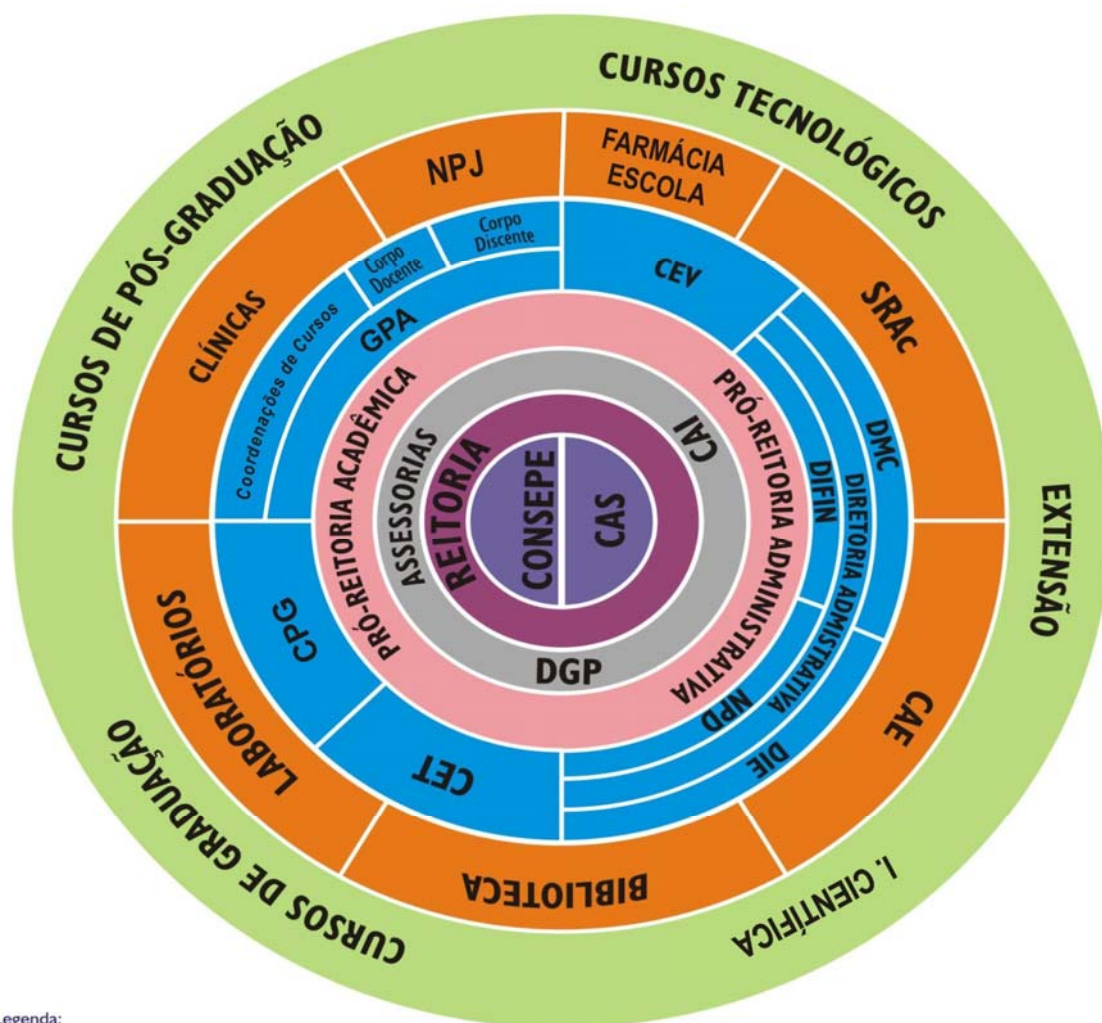 CURSOS TECNOLÓGICOS
CURSOS DE PÓS-GRADUAÇÃO
EXTENSÃO
I. CIENTÍFICA
CURSOS DE GRADUAÇÃO
NPJ
FARMÁCIA
ESCOLA
SRAc
CAE
BIBLIOTECA
LABORATÓRIOS
CLÍNICAS
Coordenações de Cursos
Corpo
Docente
Corpo
Discente
GPA
CEV
DMC
DIRETORIA ADMISTRATIVA
DIFIN
NPD
DIE
CET
CPG
PRÓ-REITORIA ACADÊMICA
PRÓ-REITORIA ADMINISTRATIVA
ASSESSORIAS
CAI
DGP
REITORIA
CONSEPE
CAS
Legenda: